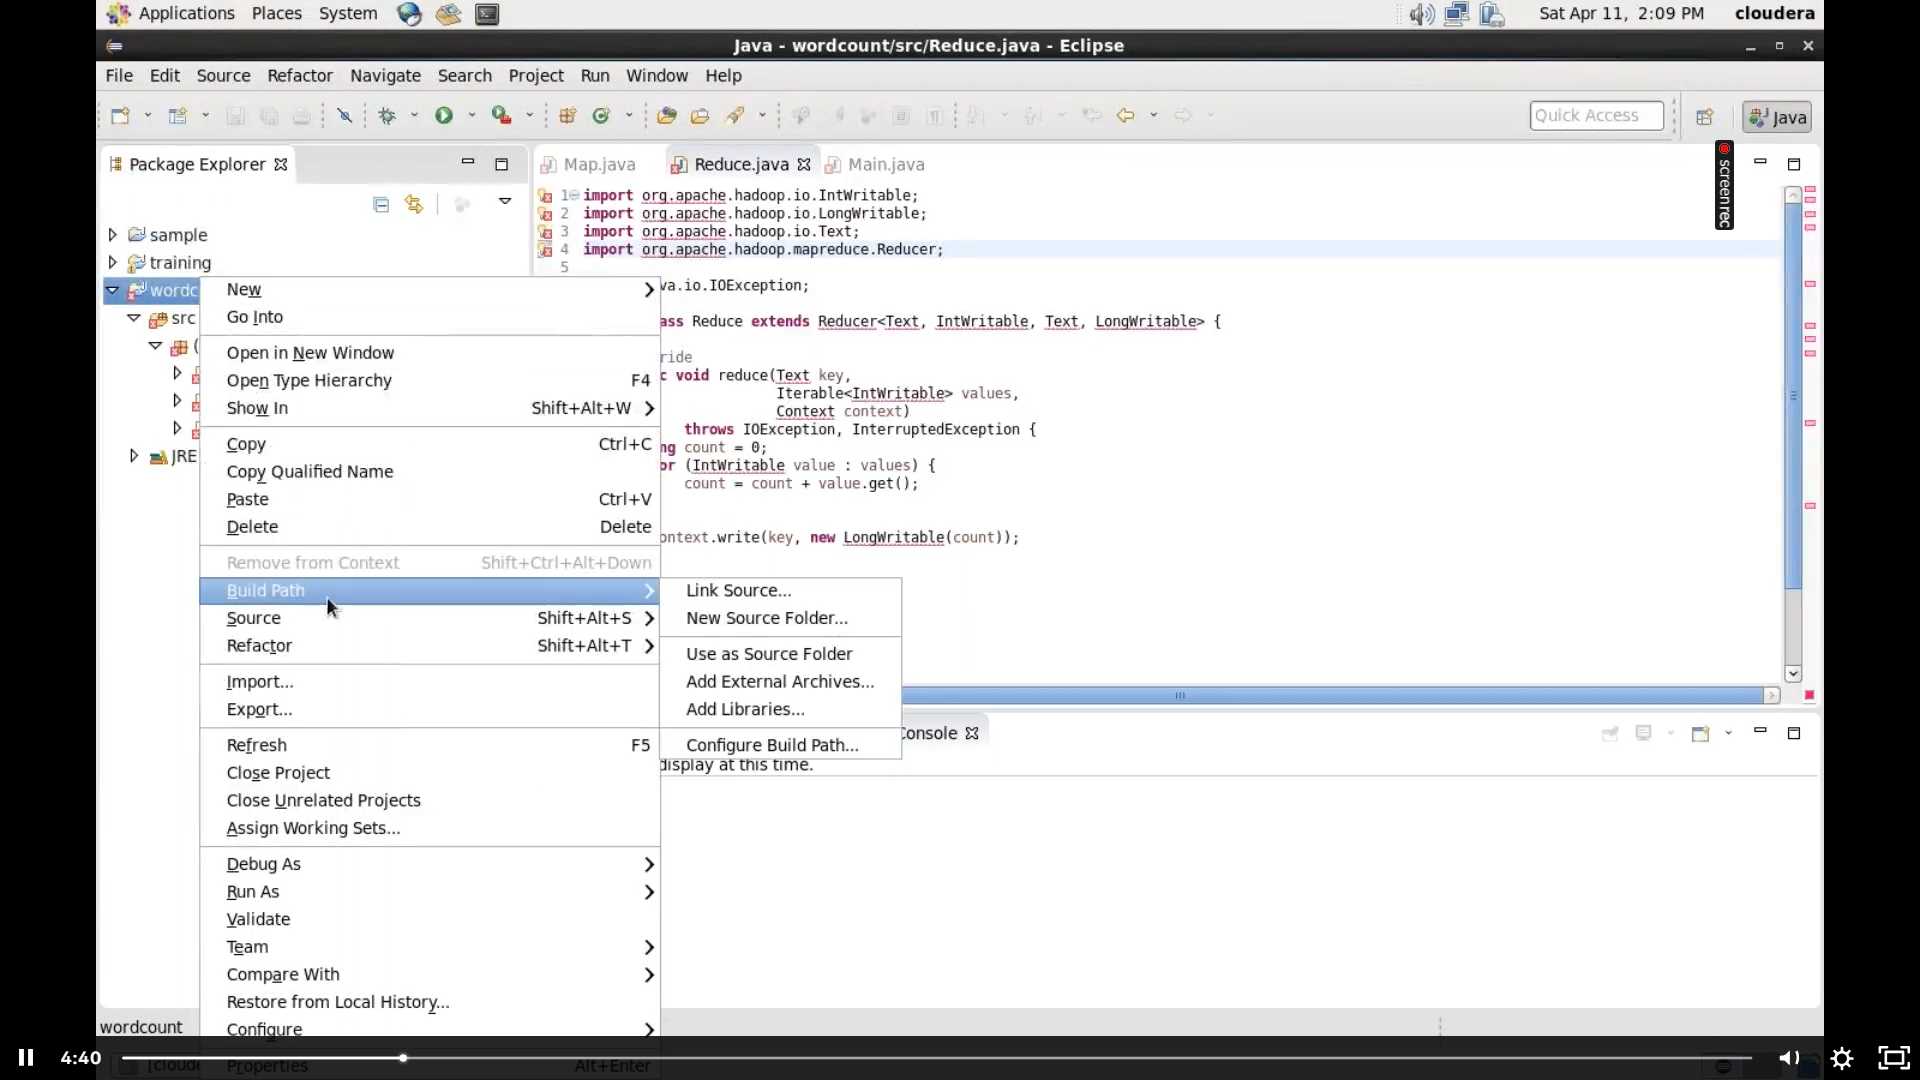 Applications Places System Sat Apr 11, 2:09 PM cloudera
Java - wordcount/src/Reduce.java - Eclipse
File Edit Source Refactor Navigate Search Project Run Window Help
Quick Access Java
Package Explorer Map.java Reduce.java Main.java
screenrec
sample
training
wordc
src
(
JRE
1 import org.apache.hadoop.io.IntWritable;
2 import org.apache.hadoop.io.LongWritable;
3 import org.apache.hadoop.io.Text;
4 import org.apache.hadoop.mapreduce.Reducer;
5
va.io.IOException;
ass Reduce extends Reducer<Text, IntWritable, Text, LongWritable> {
ride
c void reduce(Text key,
Iterable<IntWritable> values,
Context context)
throws IOException, InterruptedException {
ng count = 0;
or (IntWritable value : values) {
count = count + value.get();
ontext.write(key, new LongWritable(count));
New
Go Into
Open in New Window
Open Type Hierarchy F4
Show In Shift+Alt+W
Copy Ctrl+C
Copy Qualified Name
Paste Ctrl+V
Delete Delete
Remove from Context Shift+Ctrl+Alt+Down
Build Path
Source Shift+Alt+S
Refactor Shift+Alt+T
Import...
Export...
Refresh F5
Close Project
Close Unrelated Projects
Assign Working Sets...
Debug As
Run As
Validate
Team
Compare With
Restore from Local History...
Configure
Properties Alt+Enter
Link Source...
New Source Folder...
Use as Source Folder
Add External Archives...
Add Libraries...
Configure Build Path...
Console
display at this time.
wordcount
[cloude
4:40